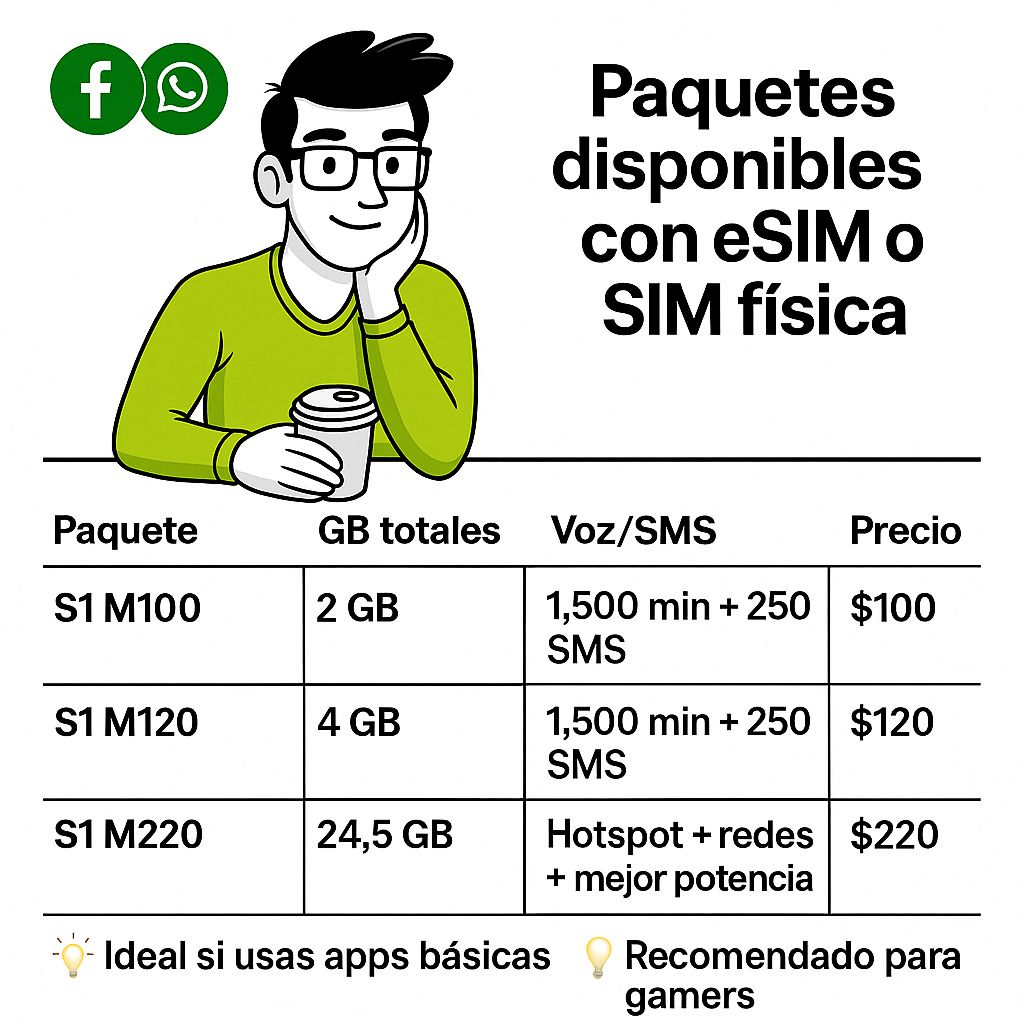 Paquetes
disponibles
con eSIM o
SIM física
Paquete GB totales Voz/SMS Precio
S1 M100 2 GB 1,500 min + 250 $100
SMS
S1 M120 4 GB 1,500 min + 250 $120
SMS
S1 M220 24,5 GB Hotspot + redes $220
+ mejor potencia
Ideal si usas apps básicas
Recomendado para
gamers